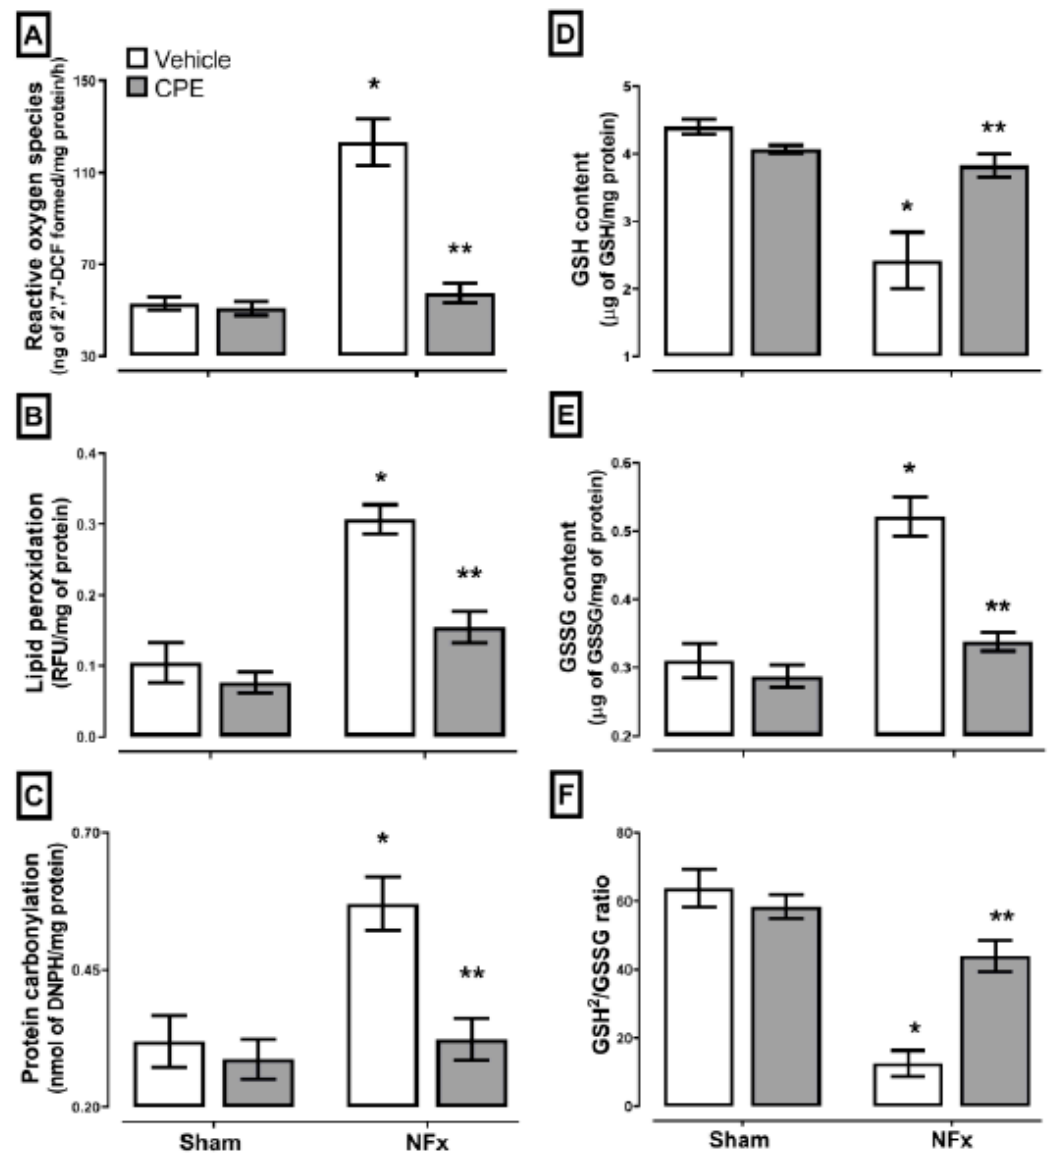 A
Vehicle
CPE
Reactive oxygen species
(ng of 2',7'-DCF formed/mg protein/h)
150
110
70
30
*
**
B
Lipid peroxidation
(RFU/mg of protein)
0.4
0.3
0.2
0.1
0.0
*
**
C
Protein carbonylation
(nmol of DNPH/mg protein)
0.70
0.45
0.20
*
**
Sham
NFx
D
GSH content
(µg of GSH/mg protein)
5
4
3
2
1
*
**
E
GSSG content
(µg of GSSG/mg of protein)
0.6
0.5
0.4
0.3
0.2
*
**
F
GSH²/GSSG ratio
80
60
40
20
0
*
**
Sham
NFx